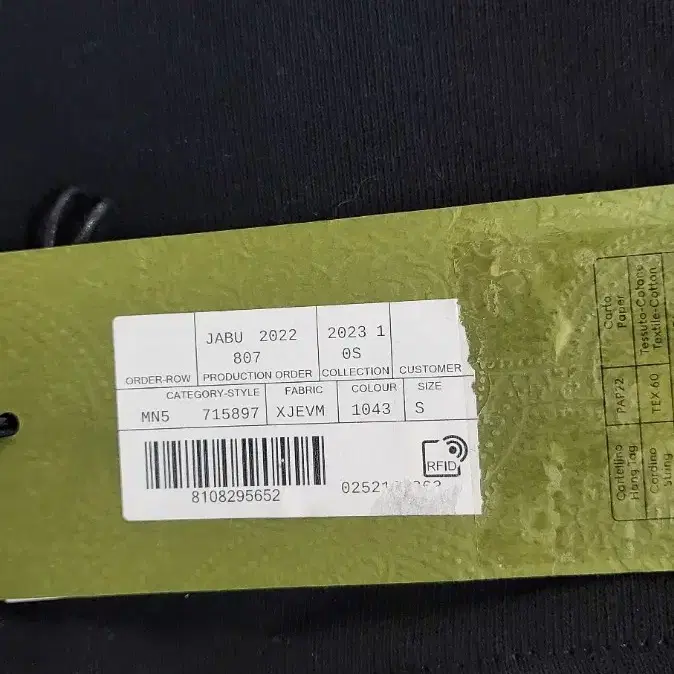 JABU 2022 2023 1
807 0S
ORDER-ROW PRODUCTION ORDER COLLECTION CUSTOMER
CATEGORY-STYLE FABRIC COLOUR SIZE
MN5 715897 XJEVM 1043 S
RFID
8108295652
Carta
Paper
Tessuto-Cotone
Textile-Cotton
PAP22
TEX 60
Cartellino
Hang Tag
Cordino
String